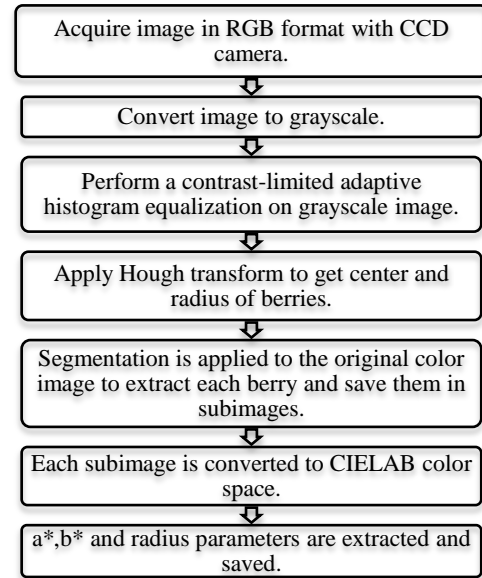 Acquire image in RGB format with CCD
camera.
Convert image to grayscale.
Perform a contrast-limited adaptive
histogram equalization on grayscale image.
Apply Hough transform to get center and
radius of berries.
Segmentation is applied to the original color
image to extract each berry and save them in
subimages.
Each subimage is converted to CIELAB color
space.
a*,b* and radius parameters are extracted and
saved.